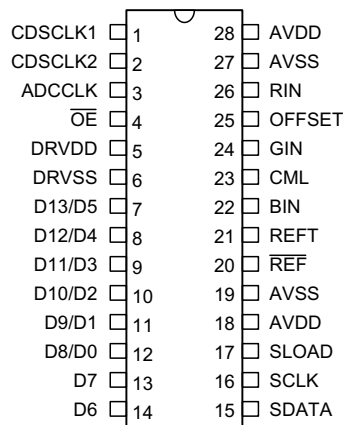 CDSCLK1 1 28 AVDD
CDSCLK2 2 27 AVSS
ADCCLK 3 26 RIN
O̅E̅ 4 25 OFFSET
DRVDD 5 24 GIN
DRVSS 6 23 CML
D13/D5 7 22 BIN
D12/D4 8 21 REFT
D11/D3 9 20 R̅E̅F̅
D10/D2 10 19 AVSS
D9/D1 11 18 AVDD
D8/D0 12 17 SLOAD
D7 13 16 SCLK
D6 14 15 SDATA